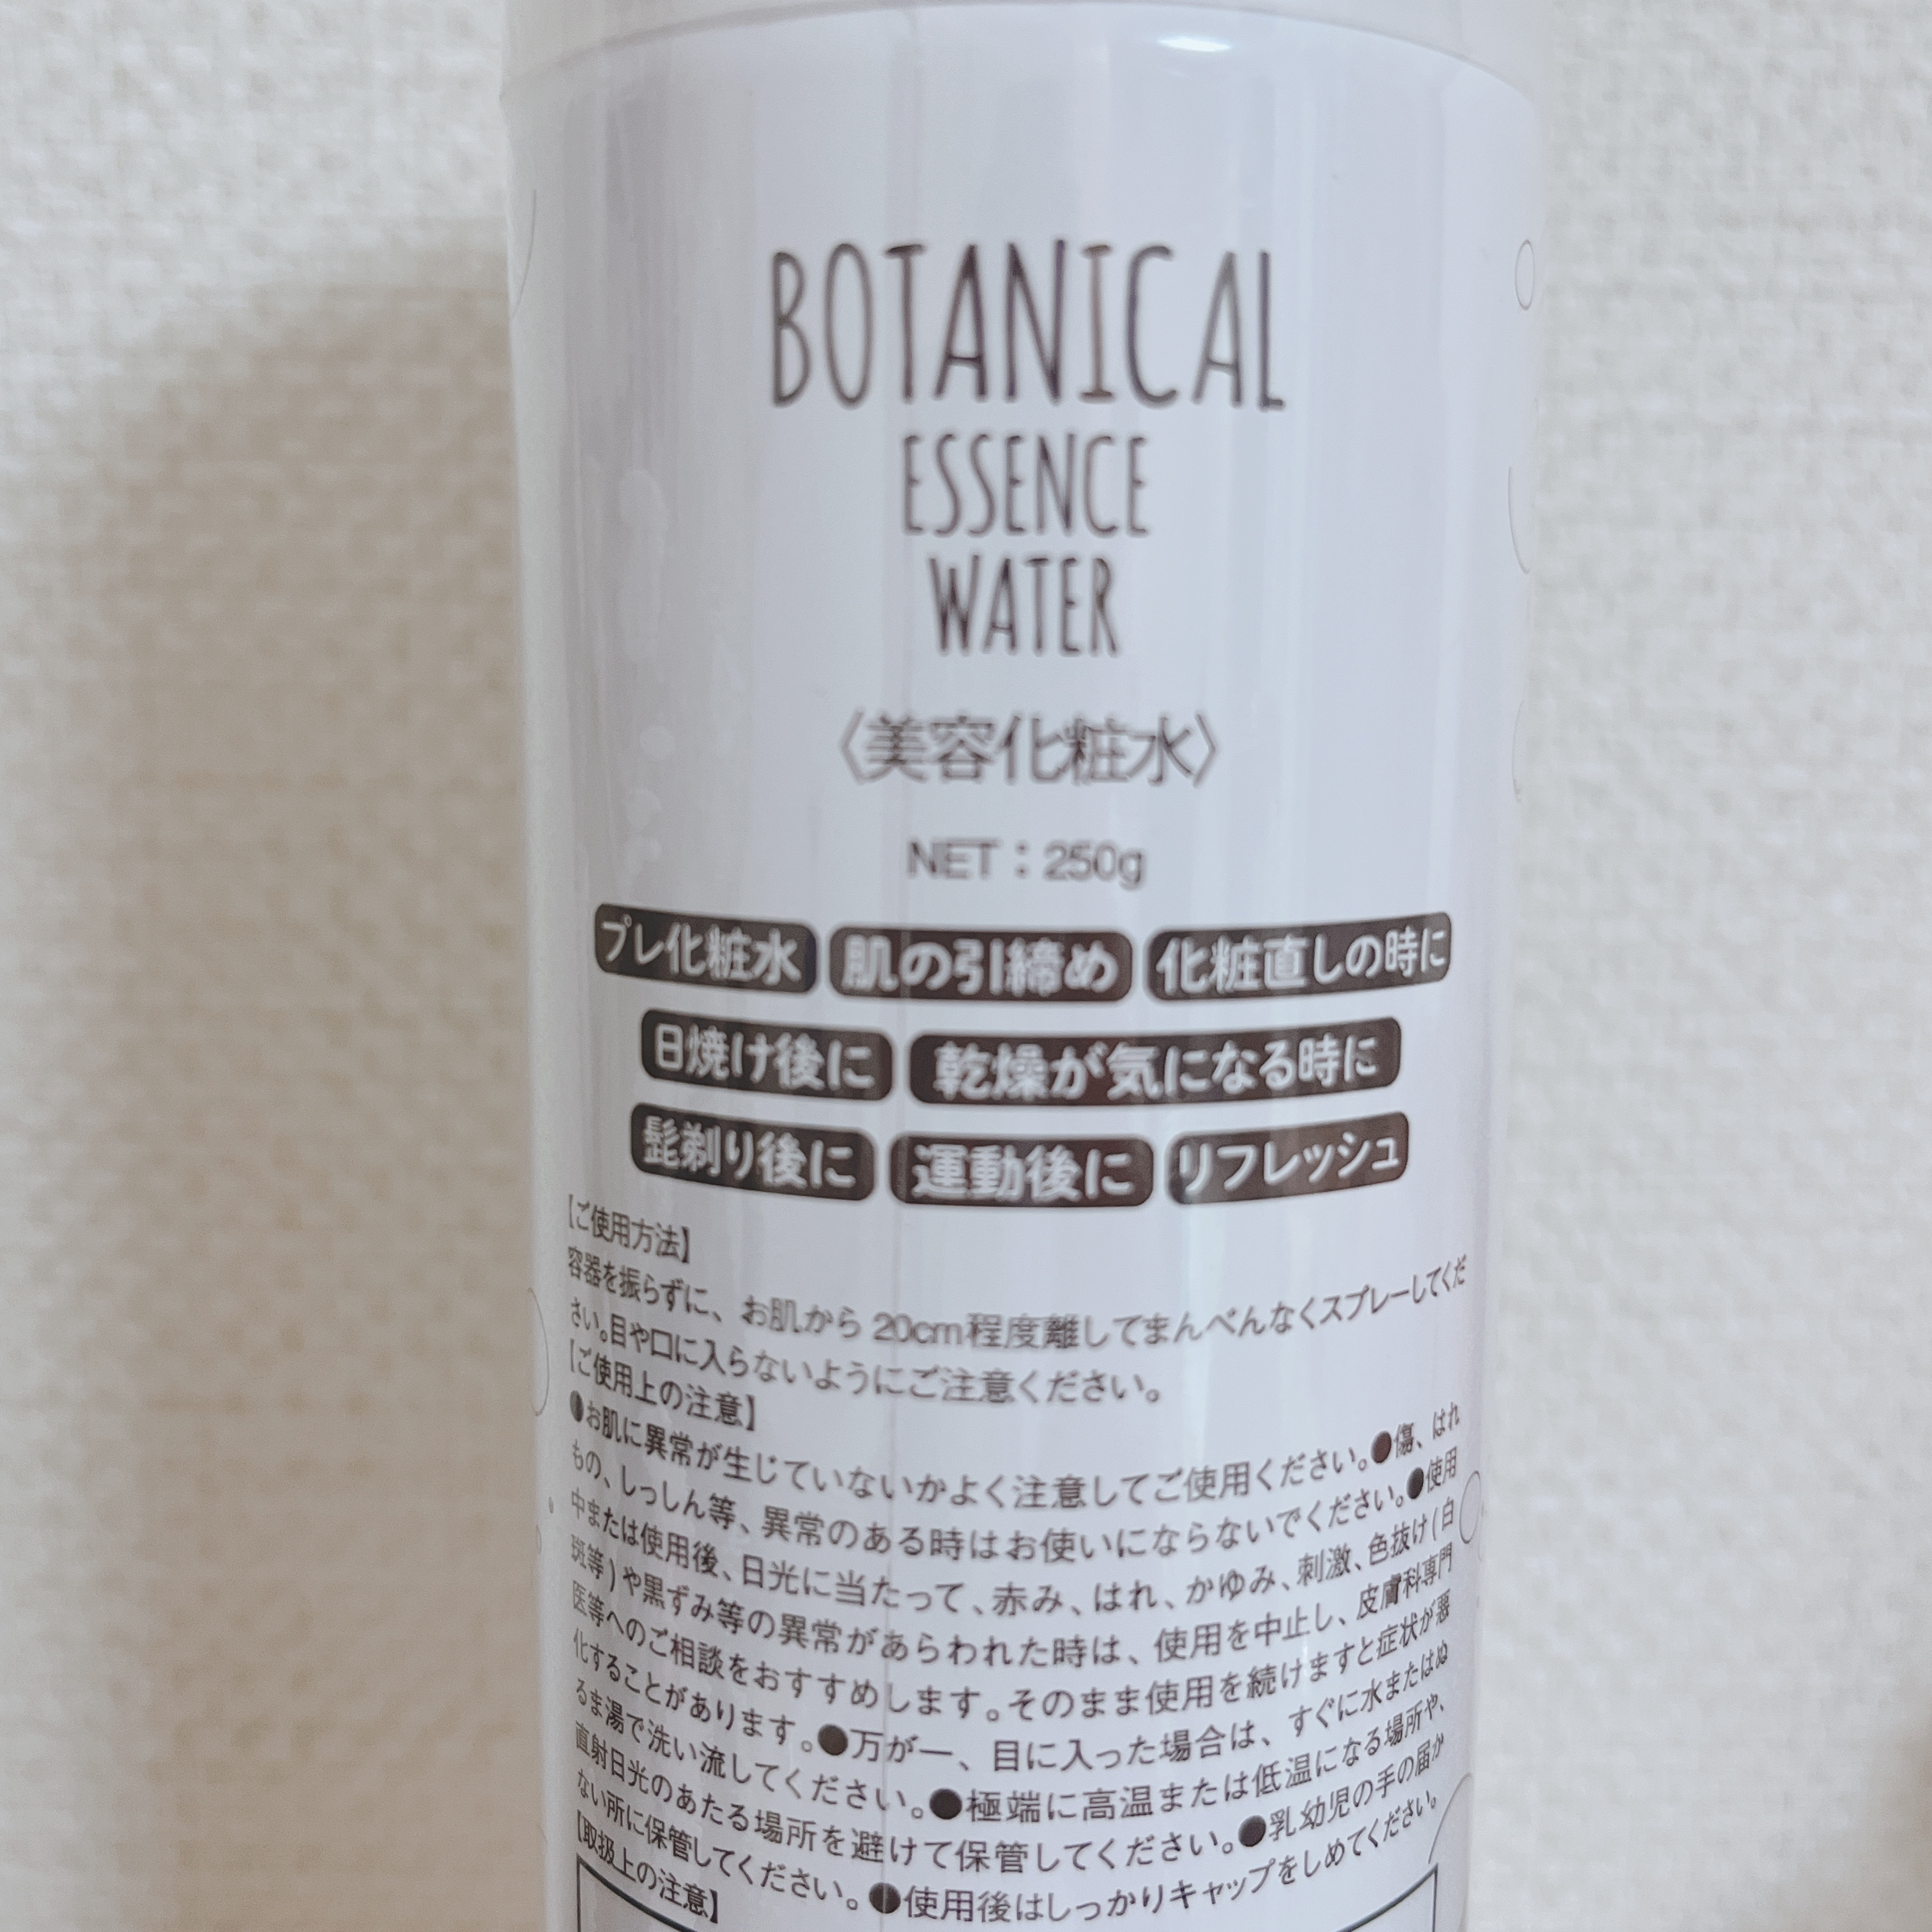 BOTANICAL
ESSENCE
WATER
〈美容化粧水〉
NET：250g
プレ化粧水 肌の引締め 化粧直しの時に
日焼け後に 乾燥が気になる時に
髭剃り後に 運動後に リフレッシュ
【ご使用方法】
容器を振らずに、お肌から 20cm程度離してまんべんなくスプレーしてくだ
さい。目や口に入らないようにご注意ください。
【ご使用上の注意】
●お肌に異常が生じていないかよく注意してご使用ください。●傷、はれ
もの、しっしん等、異常のある時はお使いにならないでください。●使用
中または使用後、日光に当たって、赤み、はれ、かゆみ、刺激、色抜け(白
斑等)や黒ずみ等の異常があらわれた時は、使用を中止し、皮膚科専門
医等へのご相談をおすすめします。そのまま使用を続けますと症状が悪
化することがあります。●万が一、目に入った場合は、すぐに水またはぬ
るま湯で洗い流してください。●極端に高温または低温になる場所や、
直射日光のあたる場所を避けて保管してください。●乳幼児の手の届か
ない所に保管してください。●使用後はしっかりキャップをしめてください。
【取扱上の注意】